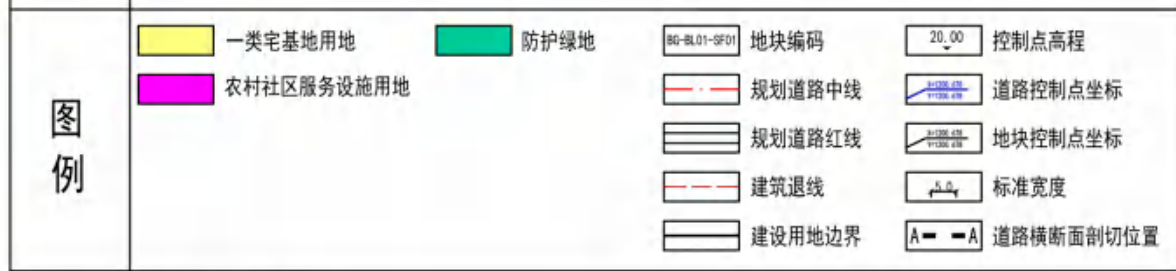 图例
一类宅基地用地
防护绿地
农村社区服务设施用地
BG-BL01-SF01 地块编码
规划道路中线
规划道路红线
建筑退线
建设用地边界
20.00 控制点高程
道路控制点坐标
地块控制点坐标
5.0 标准宽度
A A 道路横断面剖切位置